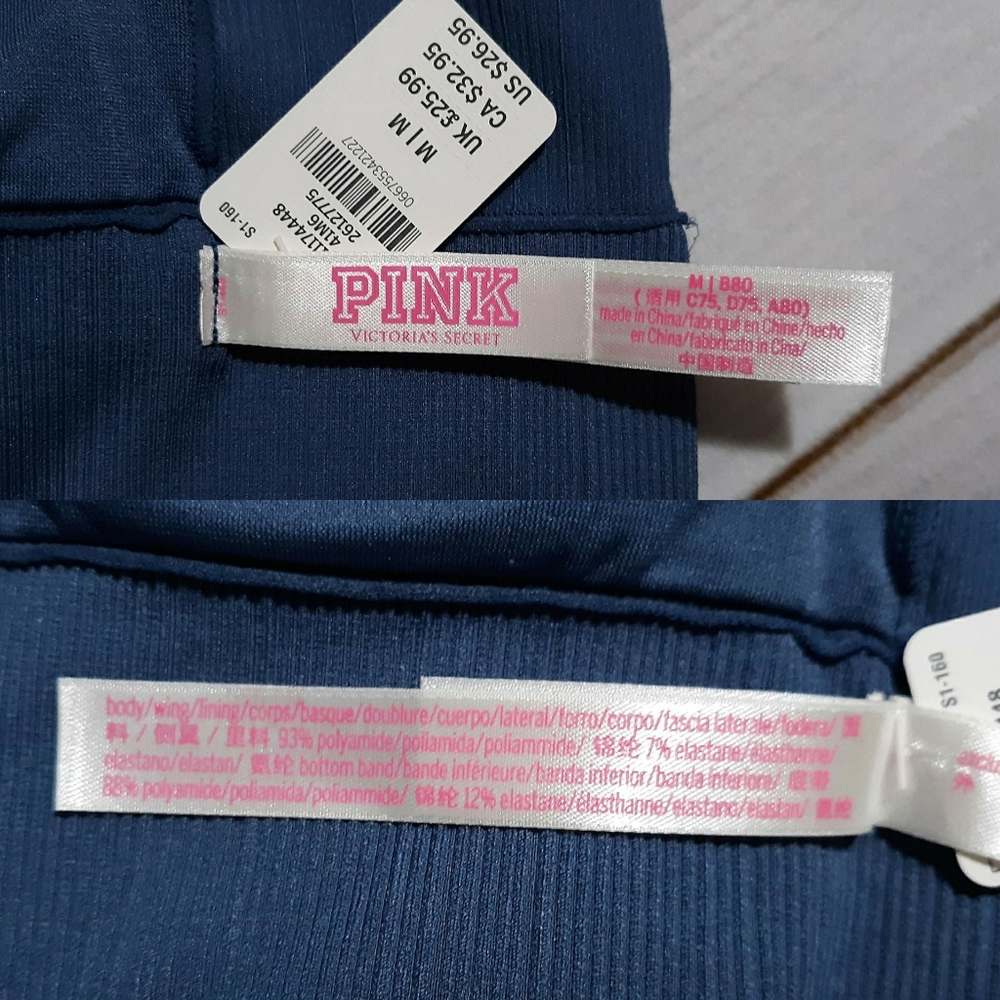 US $26.95
CA $32.95
UK £25.99
M | M
0667553421227
26127775
41M6
11174448
S1-160
PINK
VICTORIA'S SECRET
M | B80
(适用 C75, D75, A80)
made in China/fabriqué en Chine/hecho
en China/fabbricato in Cina/
中国制造
body/wing/lining/corps/basque/doublure/cuerpo/lateral/forro/corpo/fascia laterale/fodera/ 面
料 / 侧翼 / 里料 93% polyamide/poliamida/poliammide/ 锦纶 7% elastane/élasthanne/
elastano/elastan/ 氨纶 bottom band/bande inférieure/banda inferior/banda inferiore/ 底带
88% polyamide/poliamida/poliammide/ 锦纶 12% elastane/élasthanne/elastano/elastan/ 氨纶
S1-160